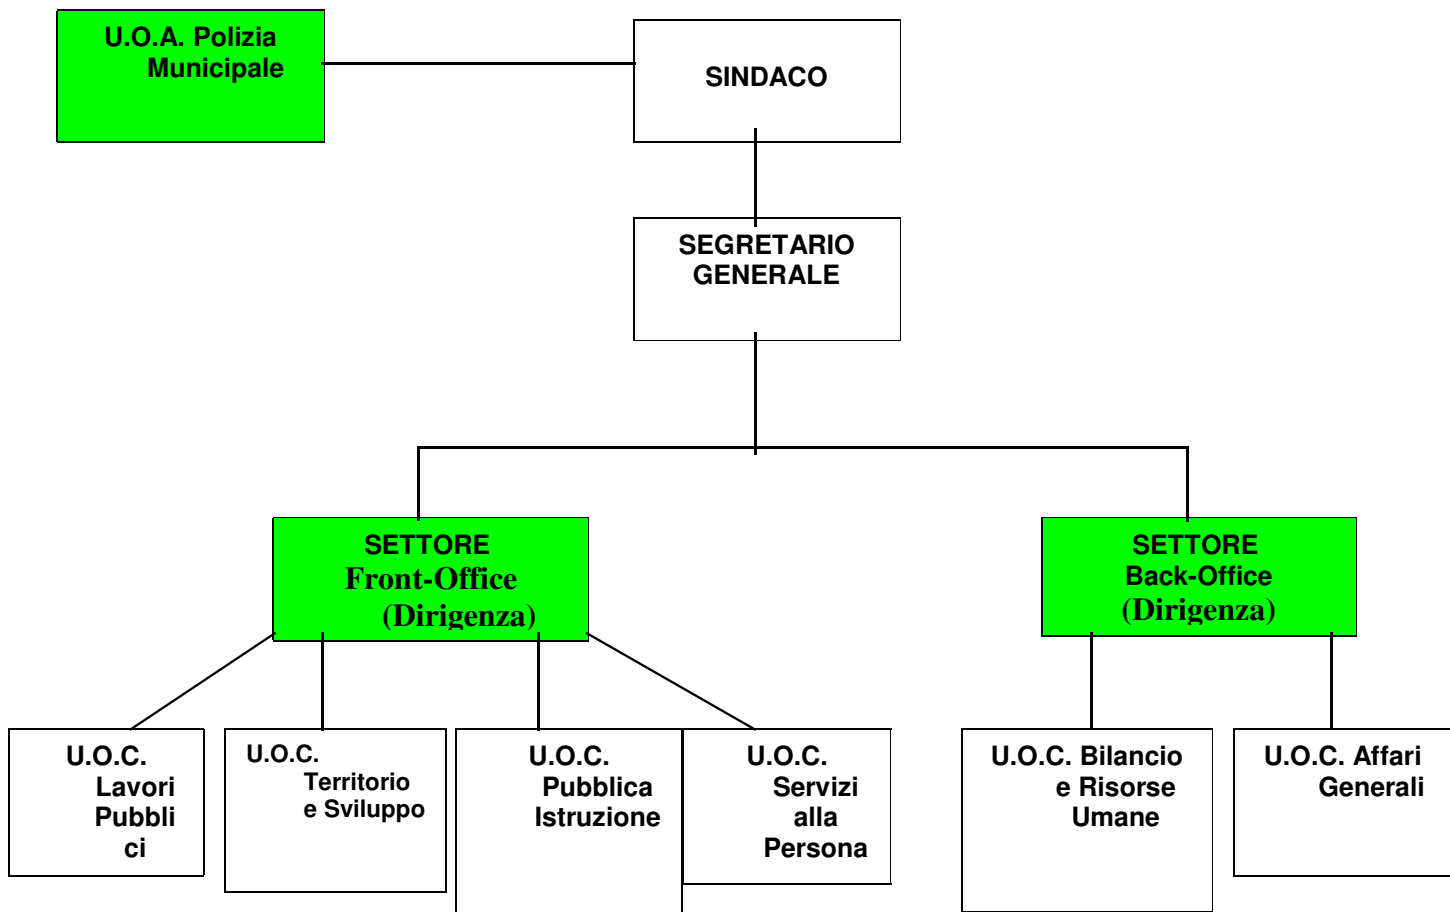 U.O.A. Polizia
Municipale
SINDACO
SEGRETARIO
GENERALE
SETTORE
Front-Office
(Dirigenza)
SETTORE
Back-Office
(Dirigenza)
U.O.C.
Lavori
Pubbli
ci
U.O.C.
Territorio
e Sviluppo
U.O.C.
Pubblica
Istruzione
U.O.C.
Servizi
alla
Persona
U.O.C. Bilancio
e Risorse
Umane
U.O.C. Affari
Generali